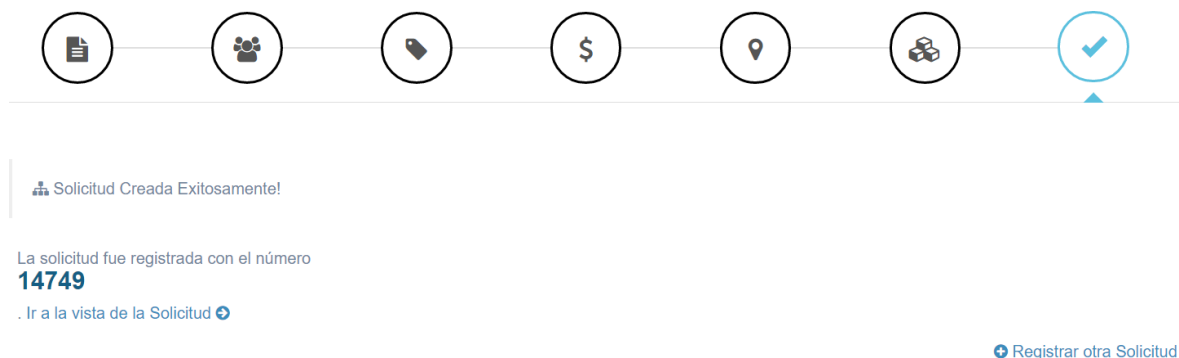 Solicitud Creada Exitosamente!
La solicitud fue registrada con el número
14749
. Ir a la vista de la Solicitud
Registrar otra Solicitud